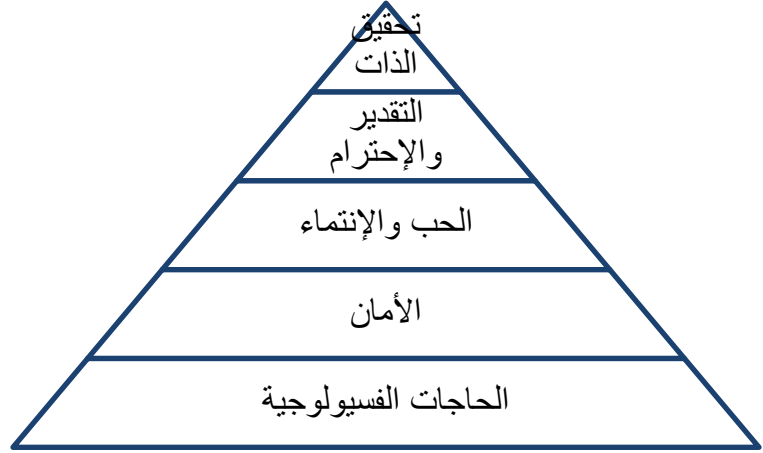 تحقيق
الذات
التقدير
والإحترام
الحب والإنتماء
الأمان
الحاجات الفسيولوجية